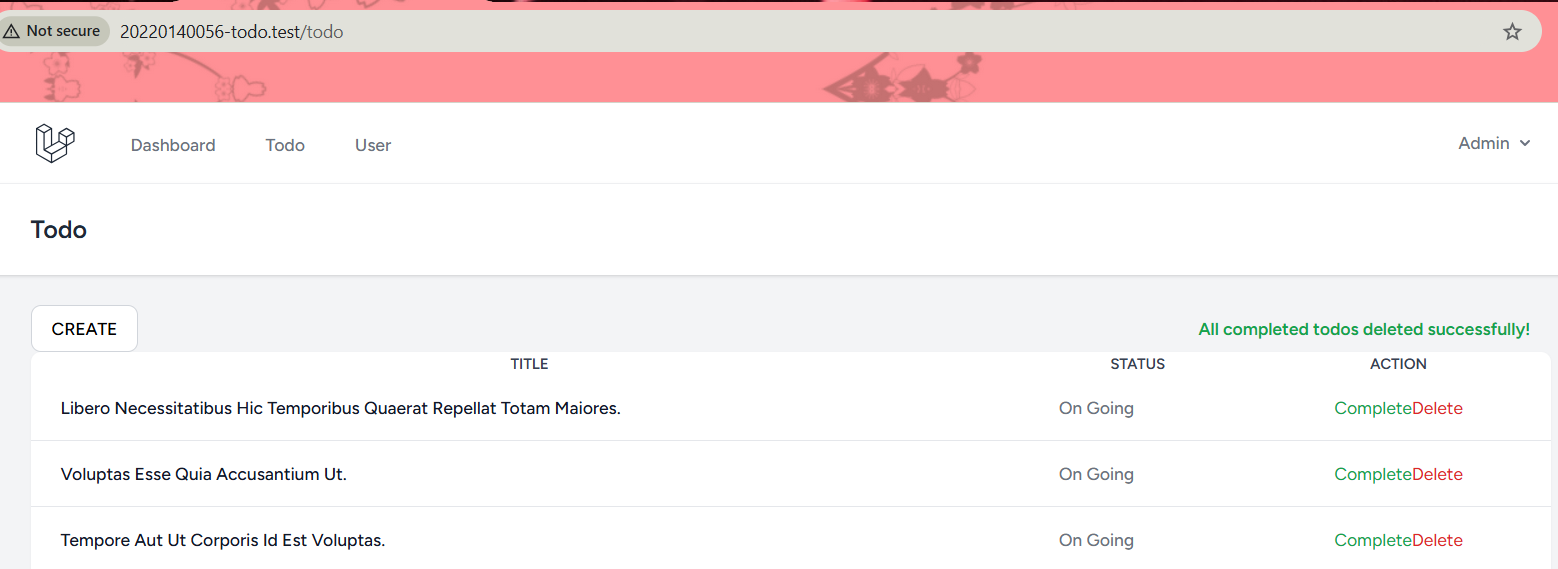 Not secure 20220140056-todo.test/todo
Dashboard Todo User Admin
Todo
CREATE All completed todos deleted successfully!
TITLE STATUS ACTION
Libero Necessitatibus Hic Temporibus Quaerat Repellat Totam Maiores. On Going CompleteDelete
Voluptas Esse Quia Accusantium Ut. On Going CompleteDelete
Tempore Aut Ut Corporis Id Est Voluptas. On Going CompleteDelete